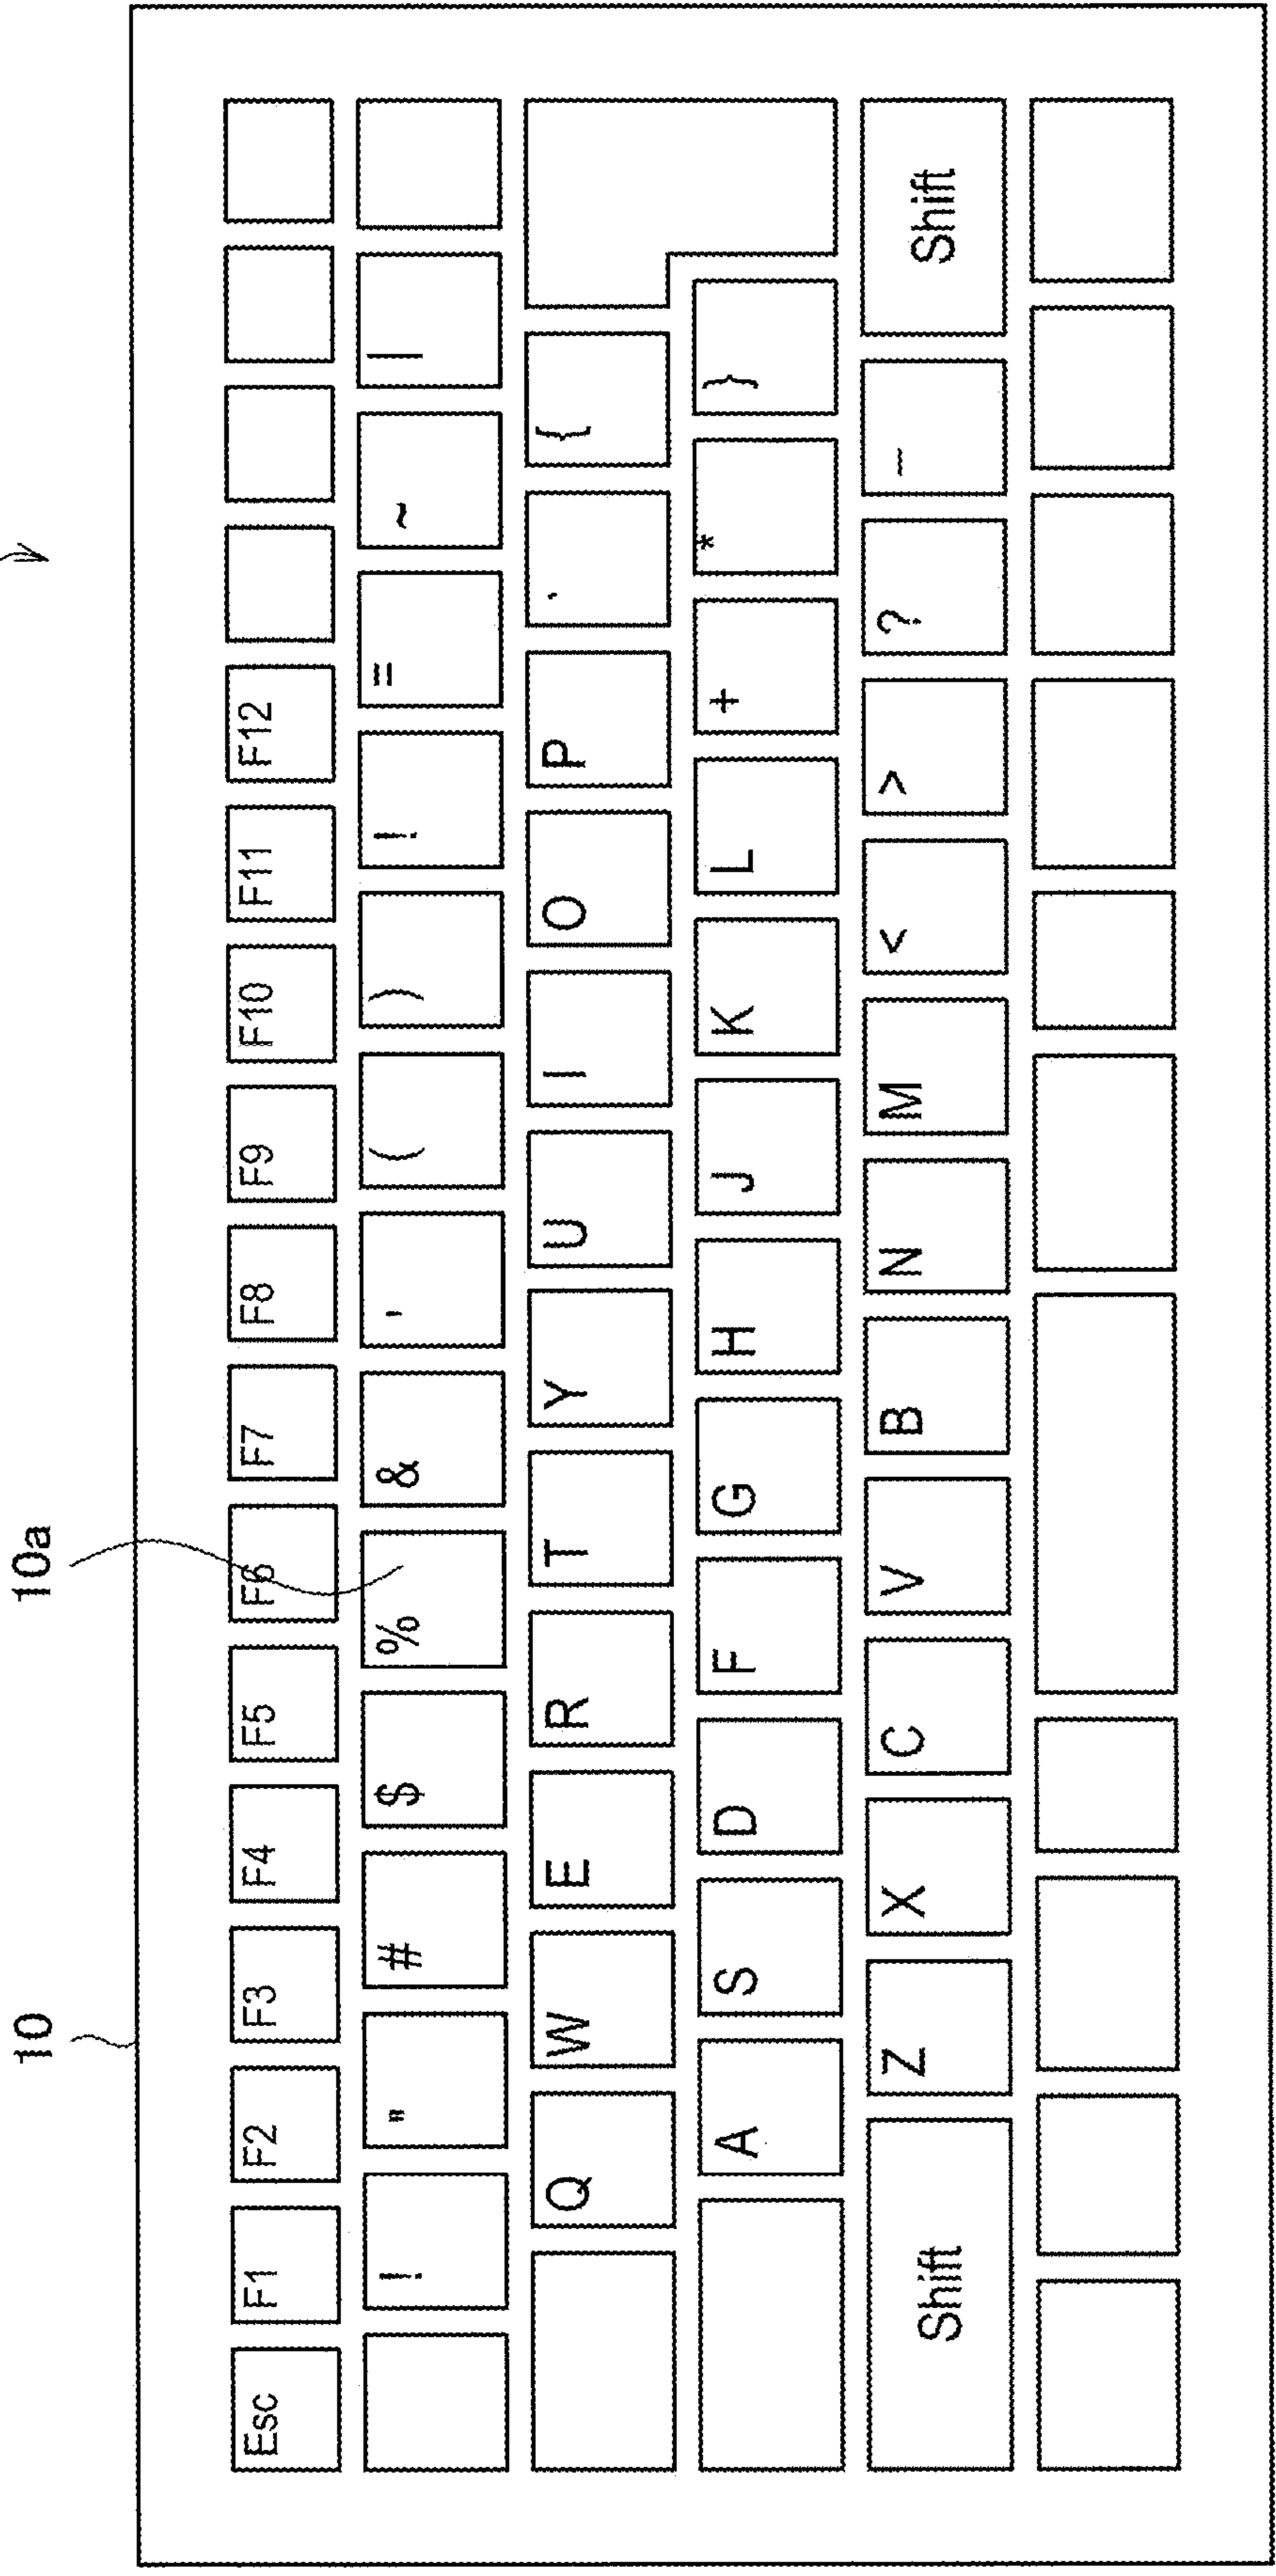 10 10a
Esc F1 F2 F3 F4 F5 F6 F7 F8 F9 F10 F11 F12
! " # $ % & ' ( ) ! = ~ |
Q W E R T Y U I O P ` {
A S D F G H J K L + * }
Shift Z X C V B N M < > ? _ Shift